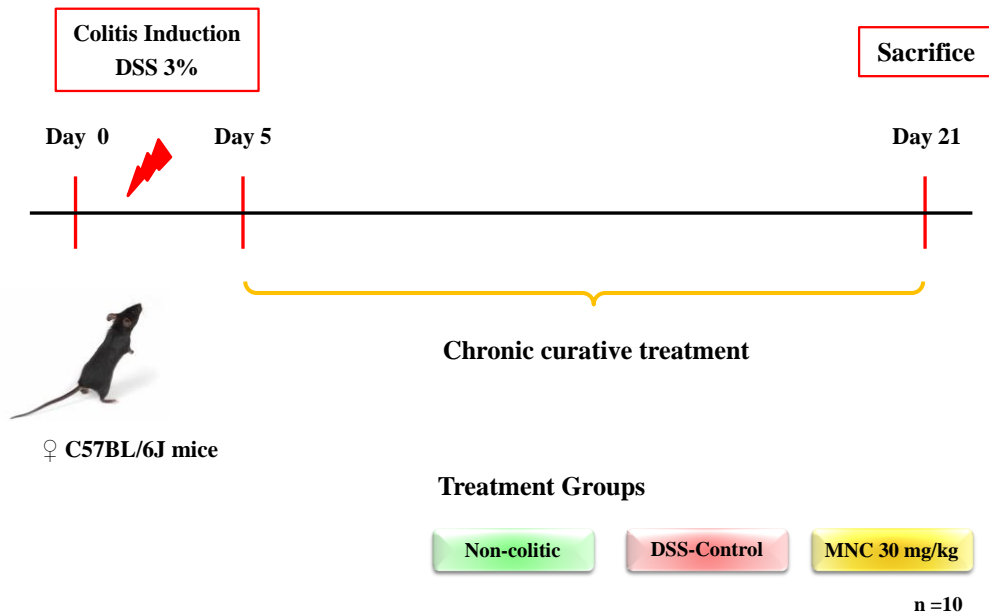 Colitis Induction
DSS 3%
Sacrifice
Day 0
Day 5
Day 21
Chronic curative treatment
♀ C57BL/6J mice
Treatment Groups
Non-colitic
DSS-Control
MNC 30 mg/kg
n =10